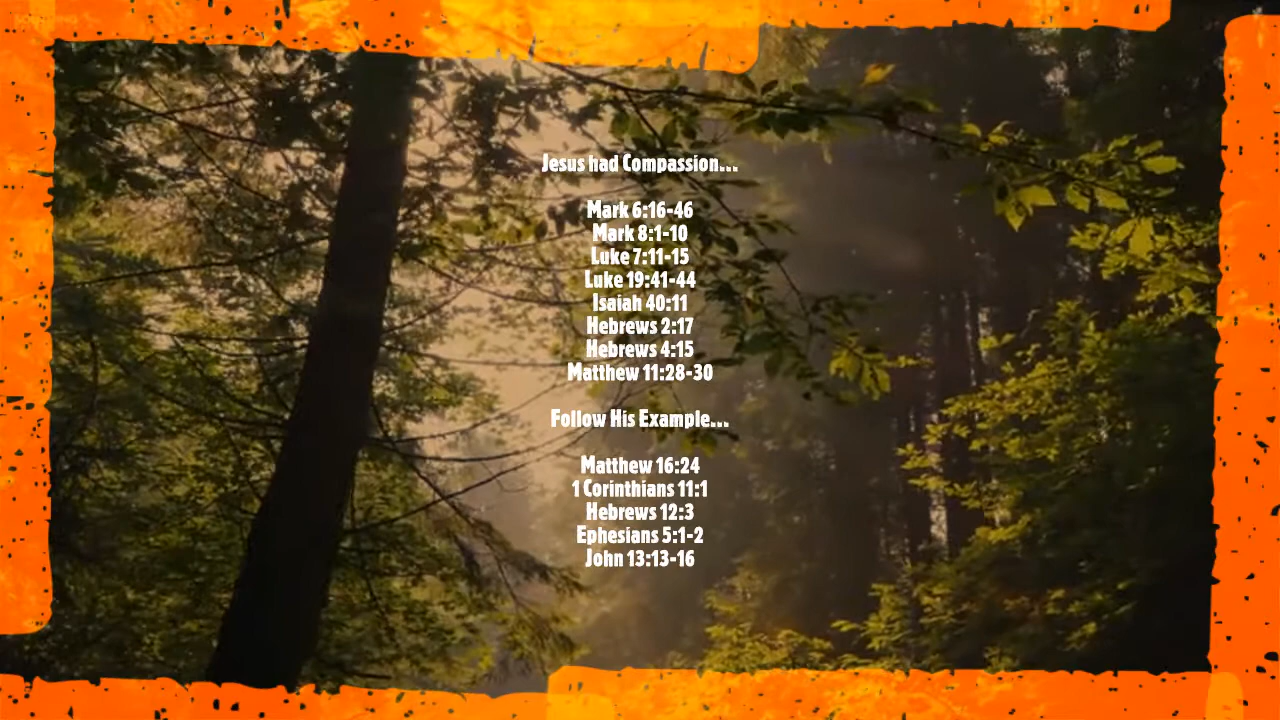 Jesus had Compassion...
Mark 6:16-46
Mark 8:1-10
Luke 7:11-15
Luke 19:41-44
Isaiah 40:11
Hebrews 2:17
Hebrews 4:15
Matthew 11:28-30
Follow His Example...
Matthew 16:24
1 Corinthians 11:1
Hebrews 12:3
Ephesians 5:1-2
John 13:13-16